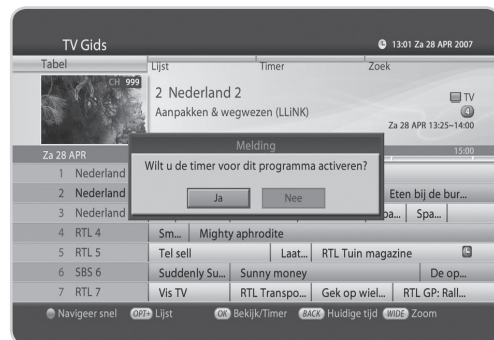 TV Gids
13:01 Za 28 APR 2007
Tabel Lijst Timer Zoek
CH 999
2 Nederland 2
TV
Aanpakken & wegwezen (LLiNK)
4
Za 28 APR 13:25~14:00
Za 28 APR
15:00
Melding
Wilt u de timer voor dit programma activeren?
Ja Nee
1 Nederland
2 Nederland Eten bij de bur...
3 Nederland Spa...
4 RTL 4 Sm... Mighty aphrodite
5 RTL 5 Tel sell Laat... RTL Tuin magazine
6 SBS 6 Suddenly Su... Sunny money De op...
7 RTL 7 Vis TV RTL Transpo... Gek op wiel... RTL GP: Rall...
Navigeer snel OPT+ Lijst OK Bekijk/Timer BACK Huidige tijd WIDE Zoom